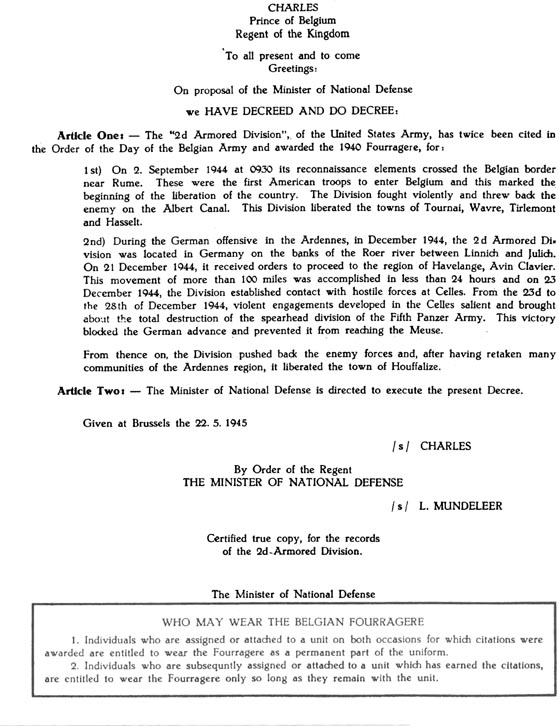 CHARLES
Prince of Belgium
Regent of the Kingdom
To all present and to come
Greetings:
On proposal of the Minister of National Defense
we HAVE DECREED AND DO DECREE:
Article One: — The "2d Armored Division", of the United States Army, has twice been cited in
the Order of the Day of the Belgian Army and awarded the 1940 Fourragere, for:
1st) On 2. September 1944 at 0930 its reconnaissance elements crossed the Belgian border
near Rume. These were the first American troops to enter Belgium and this marked the
beginning of the liberation of the country. The Division fought violently and threw back the
enemy on the Albert Canal. This Division liberated the towns of Tournai, Wavre, Tirlemont
and Hasselt.
2nd) During the German offensive in the Ardennes, in December 1944, the 2d Armored Di-
vision was located in Germany on the banks of the Roer river between Linnich and Julich.
On 21 December 1944, it received orders to proceed to the region of Havelange, Avin Clavier.
This movement of more than 100 miles was accomplished in less than 24 hours and on 23
December 1944, the Division established contact with hostile forces at Celles. From the 23d to
the 28th of December 1944, violent engagements developed in the Celles salient and brought
about the total destruction of the spearhead division of the Fifth Panzer Army. This victory
blocked the German advance and prevented it from reaching the Meuse.
From thence on, the Division pushed back the enemy forces and, after having retaken many
communities of the Ardennes region, it liberated the town of Houffalize.
Article Two: — The Minister of National Defense is directed to execute the present Decree.
Given at Brussels the 22. 5. 1945
/s/ CHARLES
By Order of the Regent
THE MINISTER OF NATIONAL DEFENSE
/s/ L. MUNDELEER
Certified true copy, for the records
of the 2d-Armored Division.
The Minister of National Defense
WHO MAY WEAR THE BELGIAN FOURRAGERE
1. Individuals who are assigned or attached to a unit on both occasions for which citations were
awarded are entitled to wear the Fourragere as a permanent part of the uniform.
2. Individuals who are subsequntly assigned or attached to a unit which has earned the citations,
are entitled to wear the Fourragere only so long as they remain with the unit.